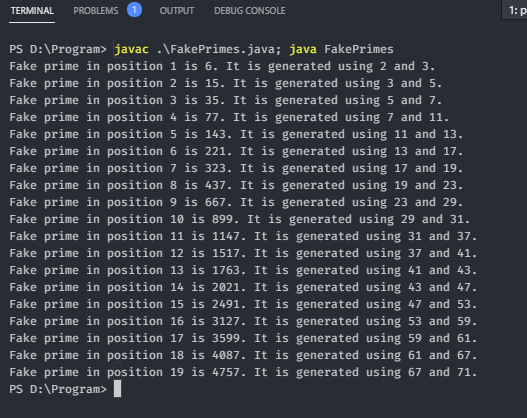 TERMINAL PROBLEMS 1 OUTPUT DEBUG CONSOLE 1: p
PS D:\Program> javac .\FakePrimes.java; java FakePrimes
Fake prime in position 1 is 6. It is generated using 2 and 3.
Fake prime in position 2 is 15. It is generated using 3 and 5.
Fake prime in position 3 is 35. It is generated using 5 and 7.
Fake prime in position 4 is 77. It is generated using 7 and 11.
Fake prime in position 5 is 143. It is generated using 11 and 13.
Fake prime in position 6 is 221. It is generated using 13 and 17.
Fake prime in position 7 is 323. It is generated using 17 and 19.
Fake prime in position 8 is 437. It is generated using 19 and 23.
Fake prime in position 9 is 667. It is generated using 23 and 29.
Fake prime in position 10 is 899. It is generated using 29 and 31.
Fake prime in position 11 is 1147. It is generated using 31 and 37.
Fake prime in position 12 is 1517. It is generated using 37 and 41.
Fake prime in position 13 is 1763. It is generated using 41 and 43.
Fake prime in position 14 is 2021. It is generated using 43 and 47.
Fake prime in position 15 is 2491. It is generated using 47 and 53.
Fake prime in position 16 is 3127. It is generated using 53 and 59.
Fake prime in position 17 is 3599. It is generated using 59 and 61.
Fake prime in position 18 is 4087. It is generated using 61 and 67.
Fake prime in position 19 is 4757. It is generated using 67 and 71.
PS D:\Program>